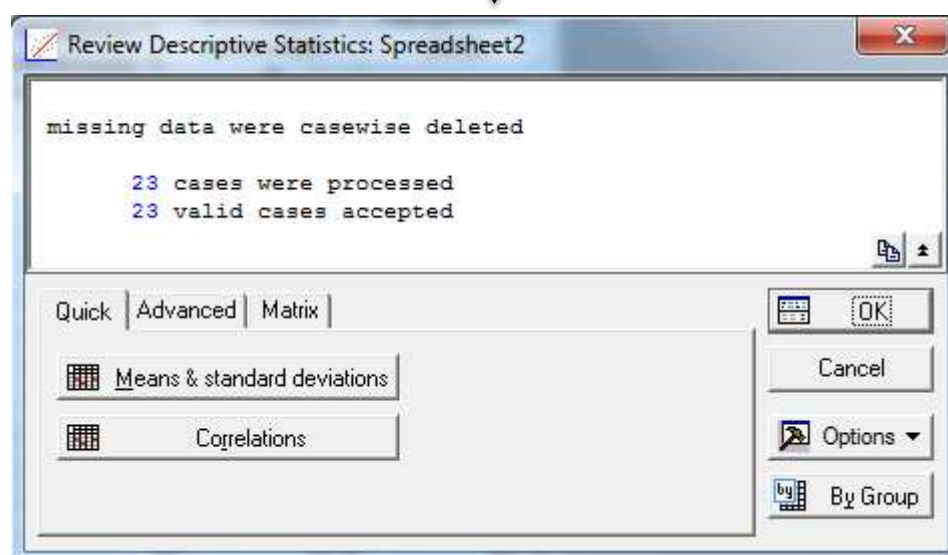 Review Descriptive Statistics: Spreadsheet2
missing data were casewise deleted
23 cases were processed
23 valid cases accepted
Quick Advanced Matrix
Means & standard deviations
Correlations
OK
Cancel
Options
by By Group